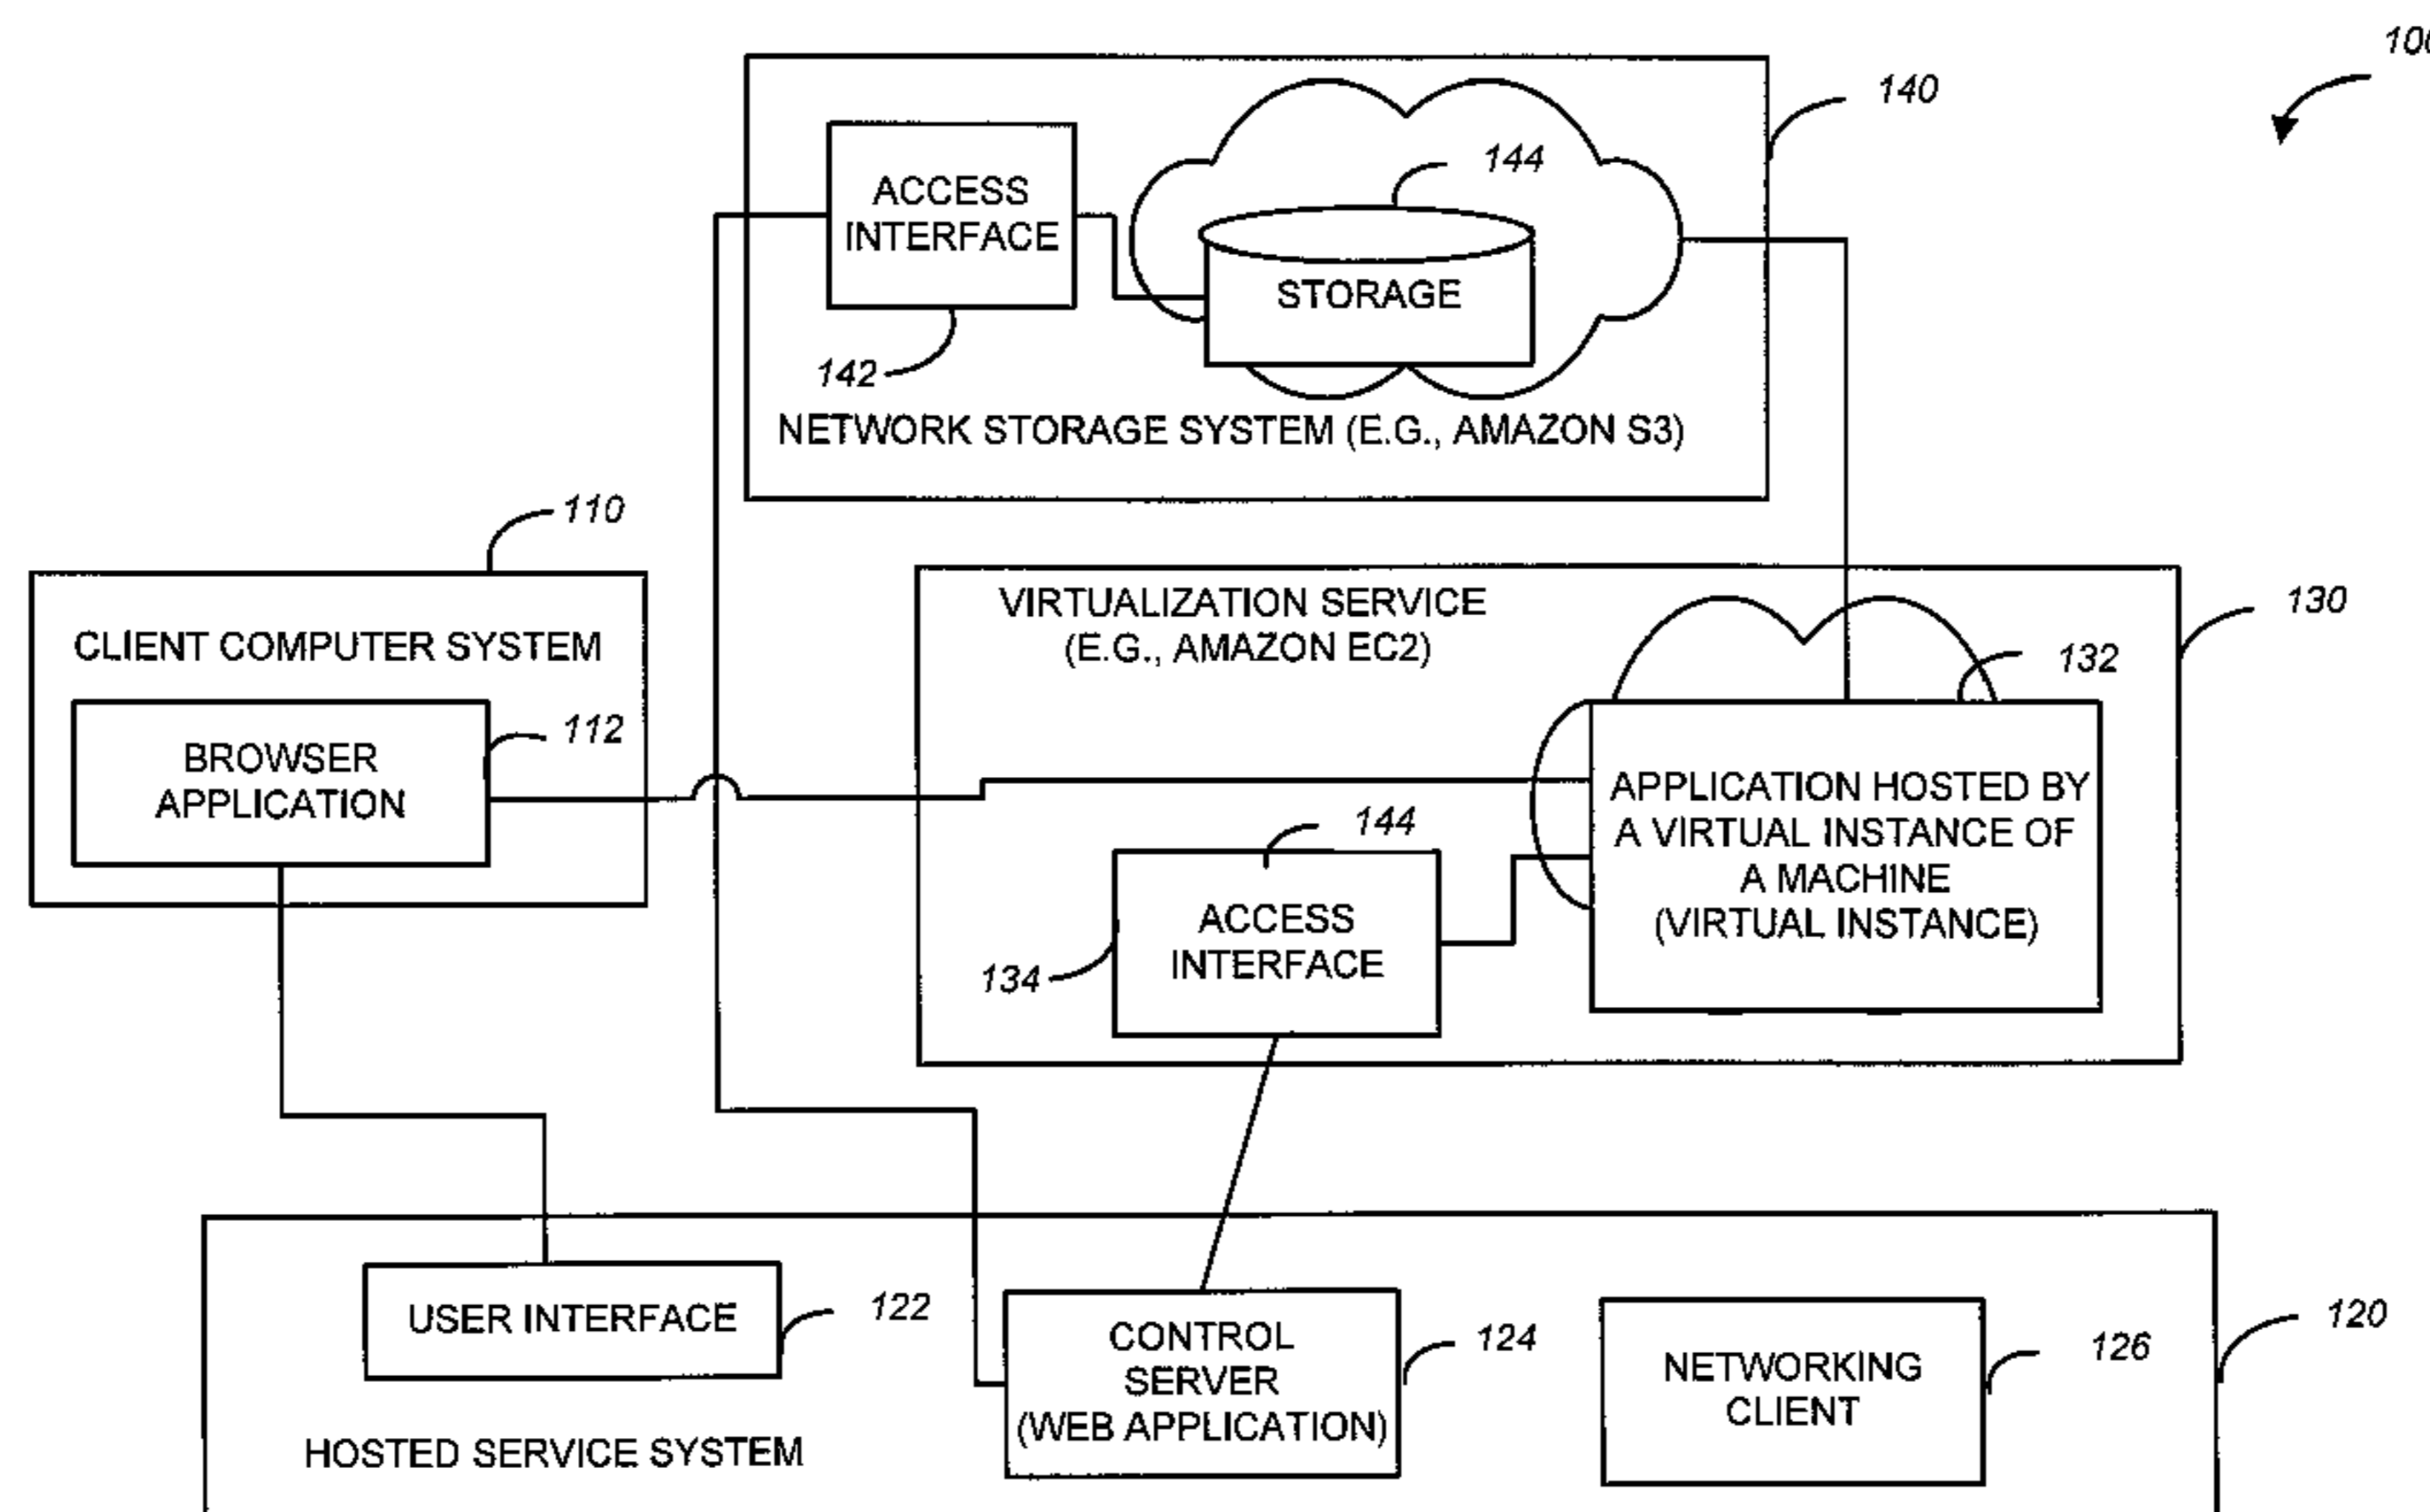 100
140
144
ACCESS
INTERFACE
STORAGE
142
NETWORK STORAGE SYSTEM (E.G., AMAZON S3)
110
CLIENT COMPUTER SYSTEM
112
BROWSER
APPLICATION
VIRTUALIZATION SERVICE
(E.G., AMAZON EC2)
130
132
APPLICATION HOSTED BY
A VIRTUAL INSTANCE OF
A MACHINE
(VIRTUAL INSTANCE)
144
ACCESS
INTERFACE
134
USER INTERFACE
122
HOSTED SERVICE SYSTEM
CONTROL
SERVER
(WEB APPLICATION)
124
NETWORKING
CLIENT
126
120